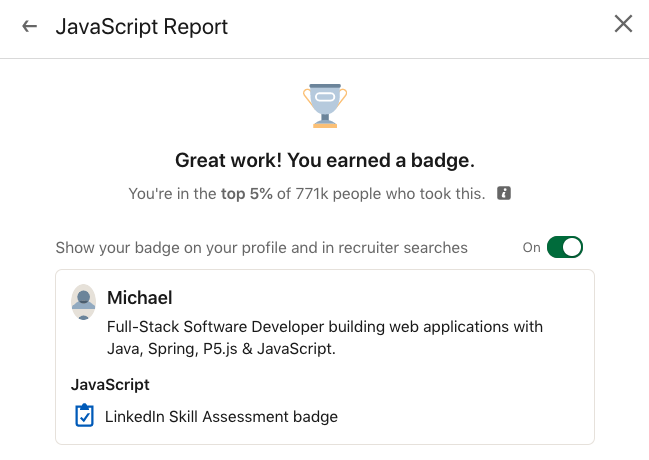 JavaScript Report
Great work! You earned a badge.
You're in the top 5% of 771k people who took this.
Show your badge on your profile and in recruiter searches On
Michael
Full-Stack Software Developer building web applications with
Java, Spring, P5.js & JavaScript.
JavaScript
LinkedIn Skill Assessment badge